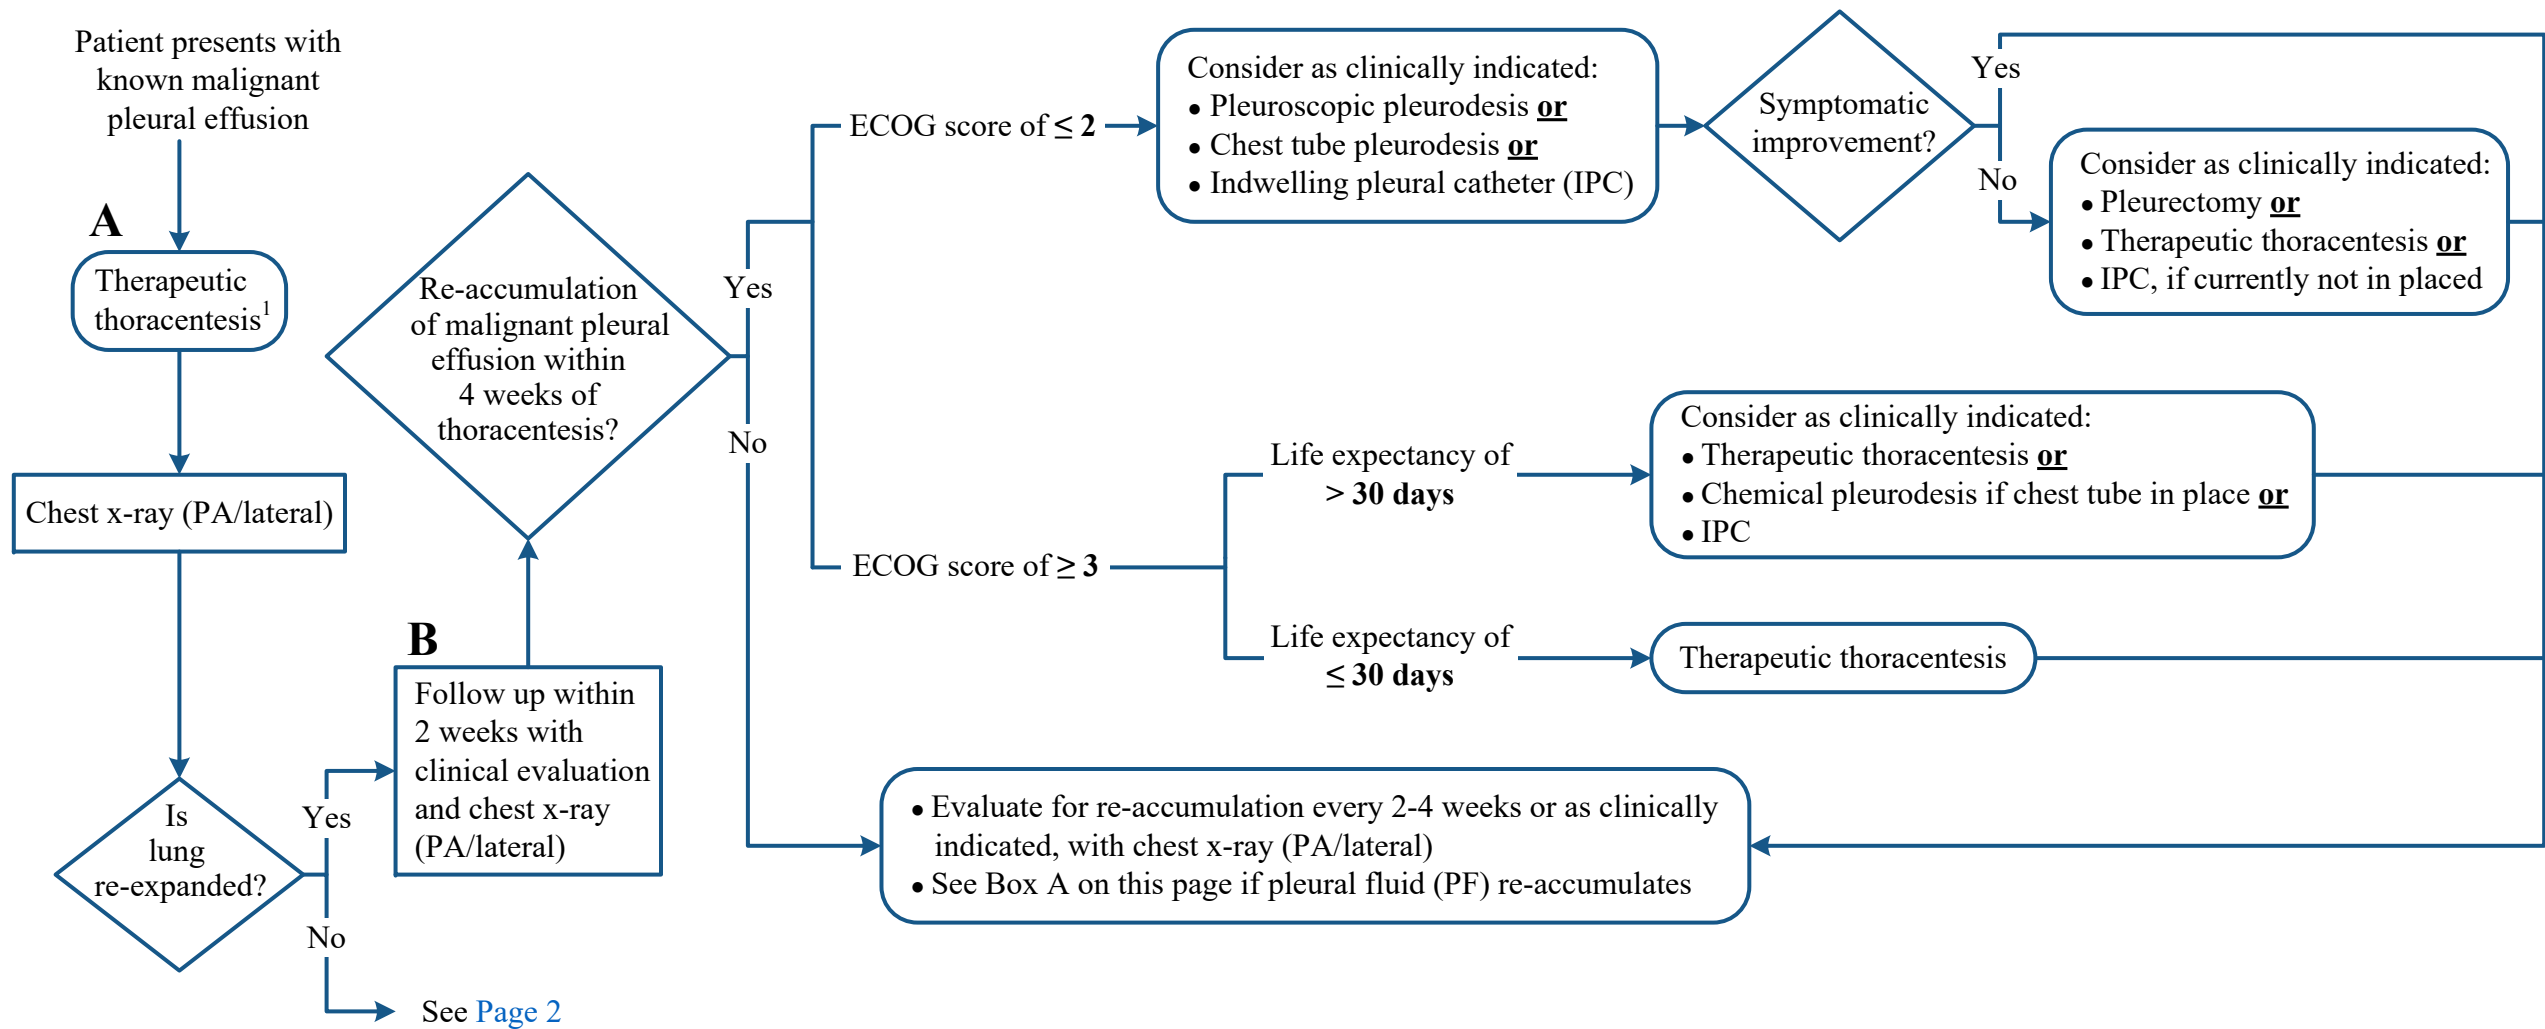 Patient presents with
known malignant
pleural effusion
A
Therapeutic
thoracentesis1
Chest x-ray (PA/lateral)
Is
lung
re-expanded?
Yes
No
See Page 2
B
Follow up within
2 weeks with
clinical evaluation
and chest x-ray
(PA/lateral)
Re-accumulation
of malignant pleural
effusion within
4 weeks of
thoracentesis?
Yes
No
ECOG score of ≤ 2
Consider as clinically indicated:
● Pleuroscopic pleurodesis or
● Chest tube pleurodesis or
● Indwelling pleural catheter (IPC)
Symptomatic
improvement?
Yes
No
Consider as clinically indicated:
● Pleurectomy or
● Therapeutic thoracentesis or
● IPC, if currently not in placed
ECOG score of ≥ 3
Life expectancy of
> 30 days
Consider as clinically indicated:
● Therapeutic thoracentesis or
● Chemical pleurodesis if chest tube in place or
● IPC
Life expectancy of
≤ 30 days
Therapeutic thoracentesis
● Evaluate for re-accumulation every 2-4 weeks or as clinically
indicated, with chest x-ray (PA/lateral)
● See Box A on this page if pleural fluid (PF) re-accumulates